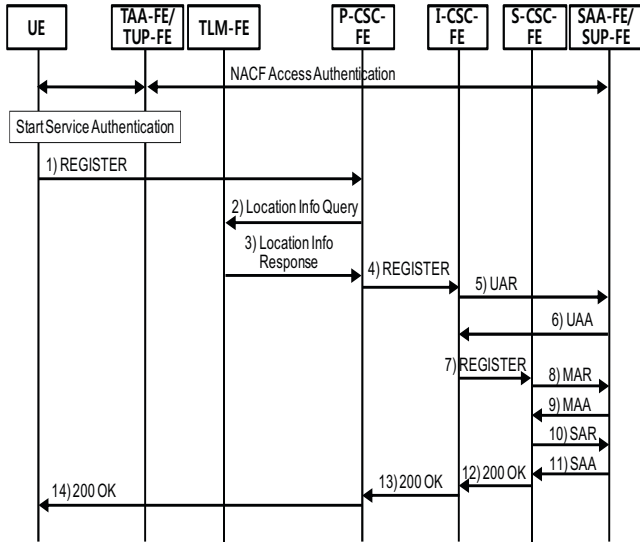 UE
TAA-FE/
TUP-FE
TLM-FE
P-CSC-
FE
I-CSC-
FE
S-CSC-
FE
SAA-FE/
SUP-FE
NACF Access Authentication
Start Service Authentication
1) REGISTER
2) Location Info Query
3) Location Info
Response
4) REGISTER
5) UAR
6) UAA
7) REGISTER
8) MAR
9) MAA
10) SAR
11) SAA
12) 200 OK
13) 200 OK
14) 200 OK